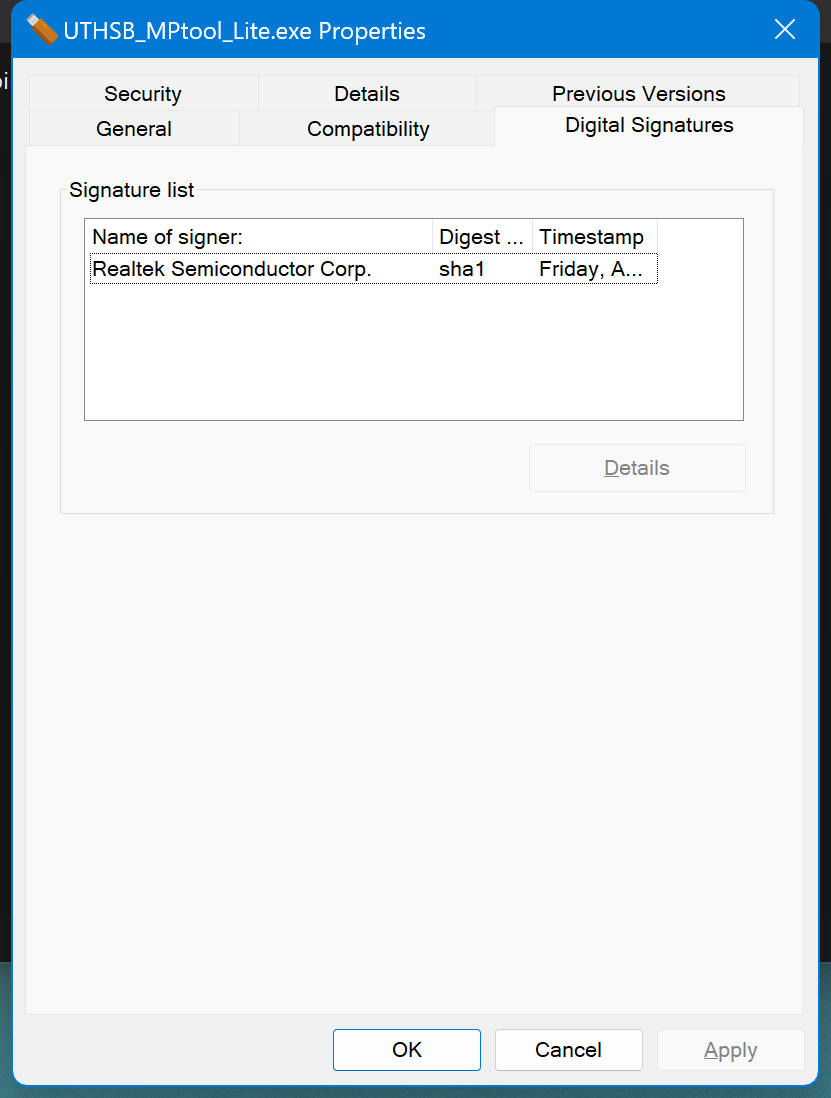 UTHSB_MPtool_Lite.exe Properties
Security Details Previous Versions
General Compatibility Digital Signatures
Signature list
Name of signer: Digest ... Timestamp
Realtek Semiconductor Corp. sha1 Friday, A...
Details
OK Cancel Apply